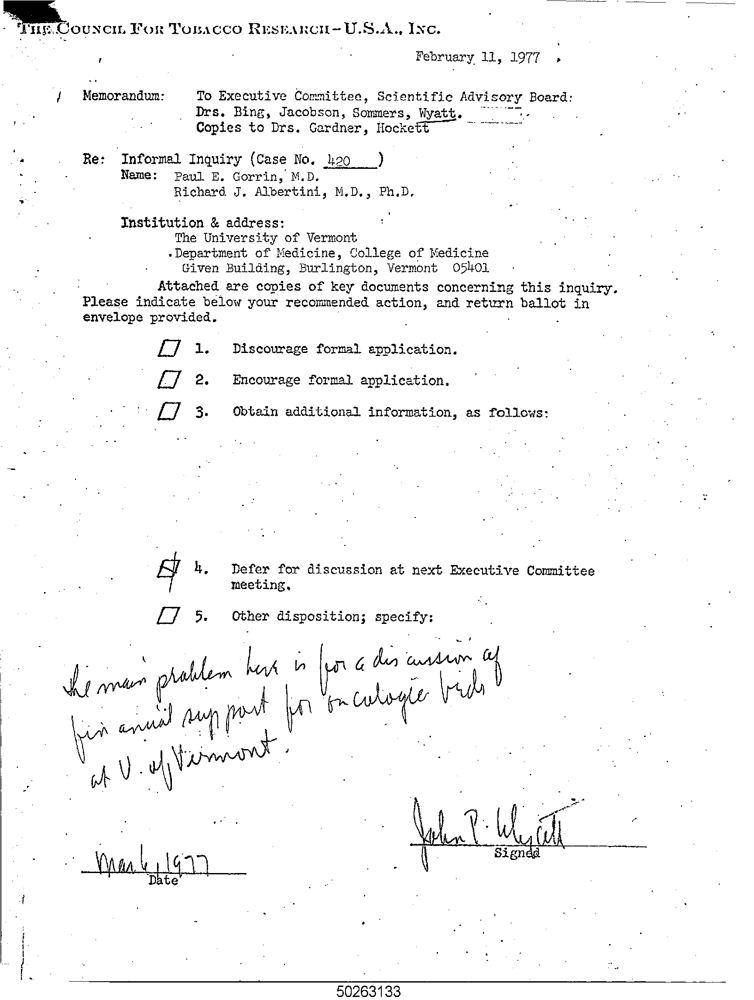 THE COUNCIL FOR TOBACCO RESEARCH-U.S.A., INC.
February 11, 1977
Memorandum: To Executive Committee, Scientific Advisory Board:
Drs. Bing, Jacobson, Sommers, Wyatt.
Copies to Drs. Gardner, Hockett
Re: Informal Inquiry (Case No. 420 )
Name: Paul E. Gorrin, M.D.
Richard J. Albertini, M.D., Ph.D.
Institution & address:
The University of Vermont
Department of Medicine, College of Medicine
Given Building, Burlington, Vermont 05401
Attached are copies of key documents concerning this inquiry.
Please indicate below your recommended action, and return ballot in
envelope provided.
1. Discourage formal application.
2. Encourage formal application.
3. Obtain additional information, as follows:
4. Defer for discussion at next Executive Committee
meeting.
5. Other disposition; specify:
The main problem here is for a discussion of
financial support for oncologic beds
at U. of Vermont.
John P. Wyatt
Signed
Mar 4, 1977
Date
50263133